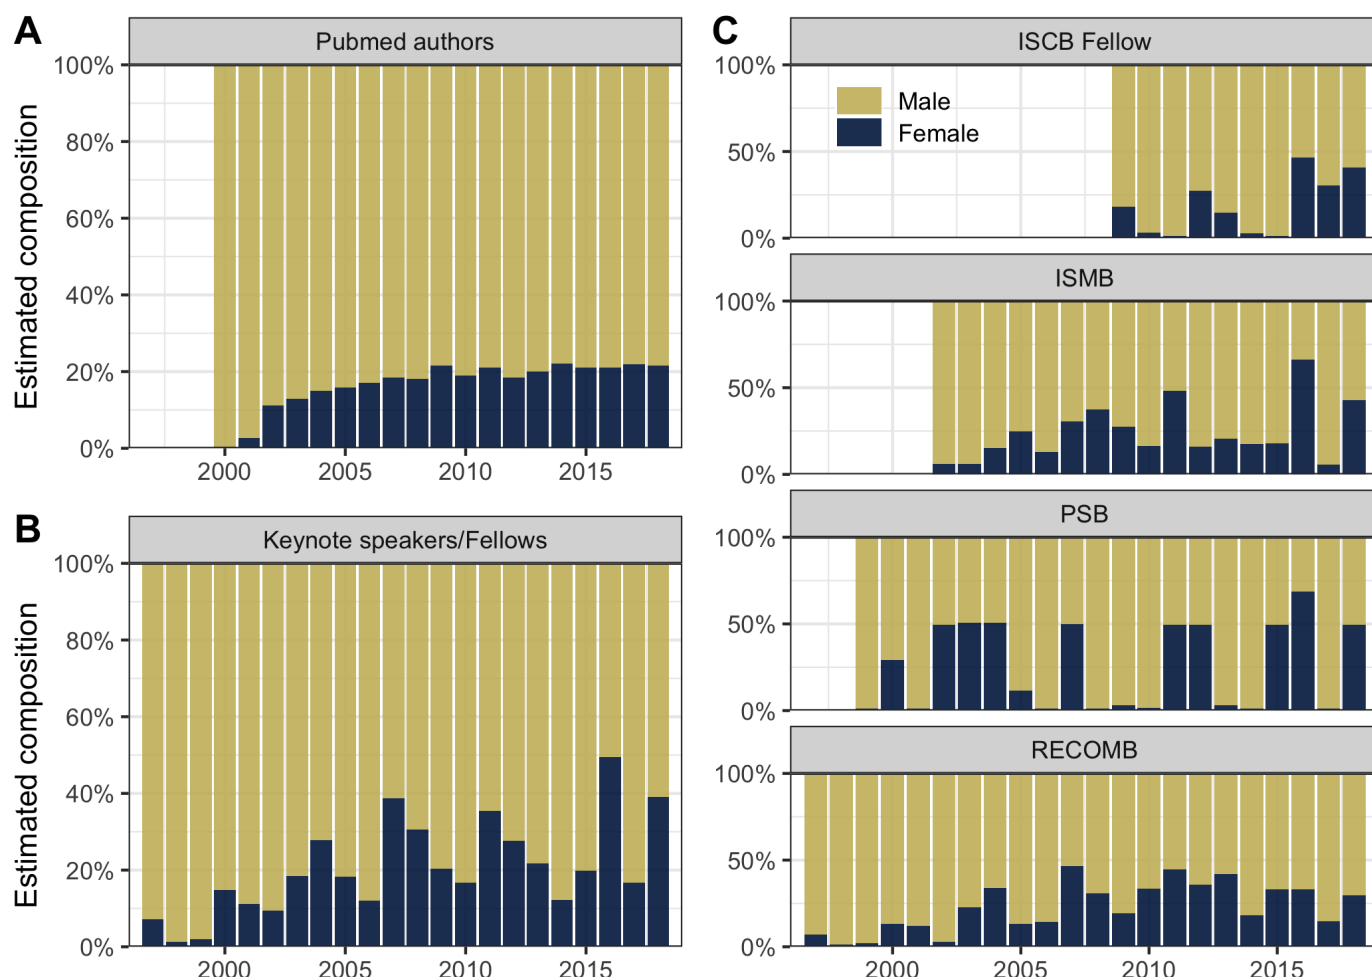 A
Pubmed authors
100%
80%
60%
40%
20%
0%
Estimated composition
2000
2005
2010
2015
B
Keynote speakers/Fellows
100%
80%
60%
40%
20%
0%
Estimated composition
2000
2005
2010
2015
C
ISCB Fellow
100%
50%
0%
Male
Female
ISMB
100%
50%
0%
PSB
100%
50%
0%
RECOMB
100%
50%
0%
2000
2005
2010
2015